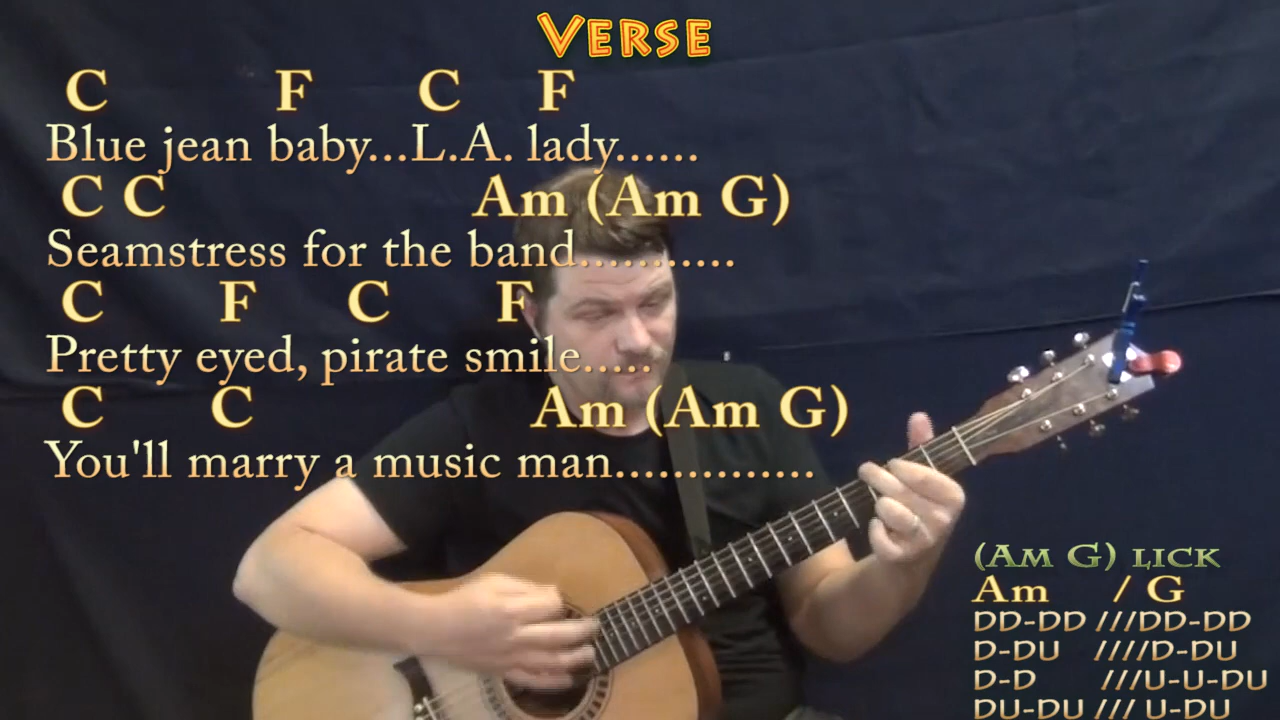 VERSE
C F C F
Blue jean baby...L.A. lady......
C C Am (Am G)
Seamstress for the band...........
C F C F
Pretty eyed, pirate smile.....
C C Am (Am G)
You'll marry a music man..............
(AM G) LICK
AM / G
DD-DD ///DD-DD
D-DU ////D-DU
D-D ///U-U-DU
DU-DU /// U-DU